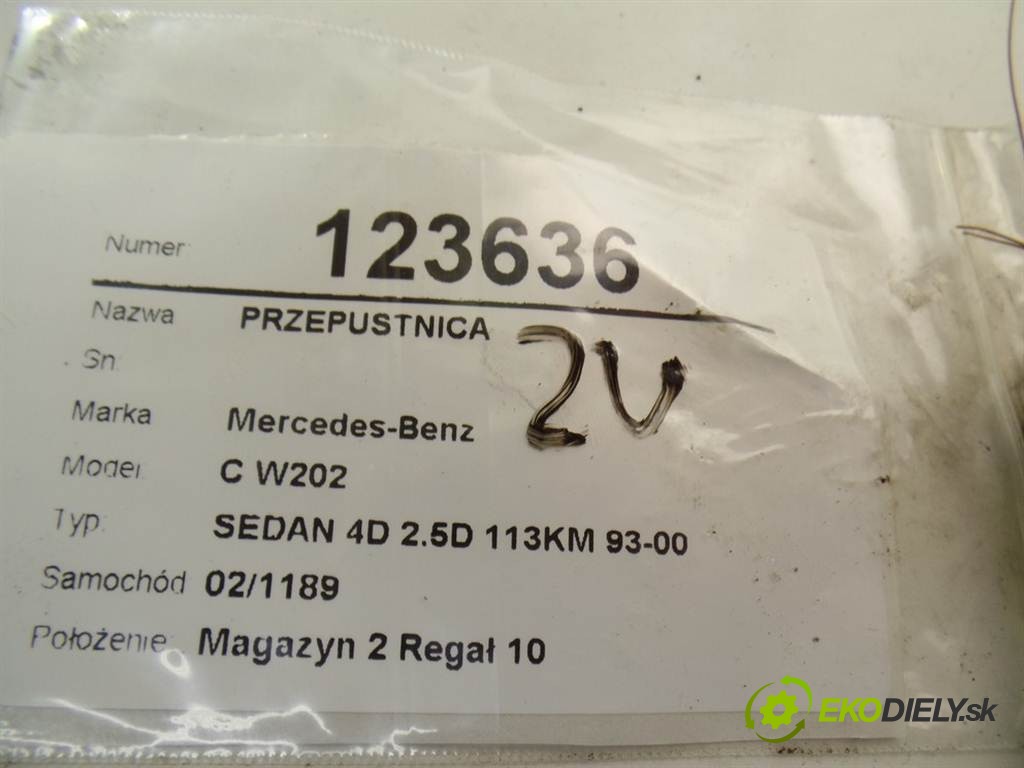 Numer: 123636
Nazwa PRZEPUSTNICA
Sn
Marka Mercedes-Benz
Model C W202
Typ: SEDAN 4D 2.5D 113KM 93-00
Samochód 02/1189
Położenie: Magazyn 2 Regał 10
EKODIELY.sk